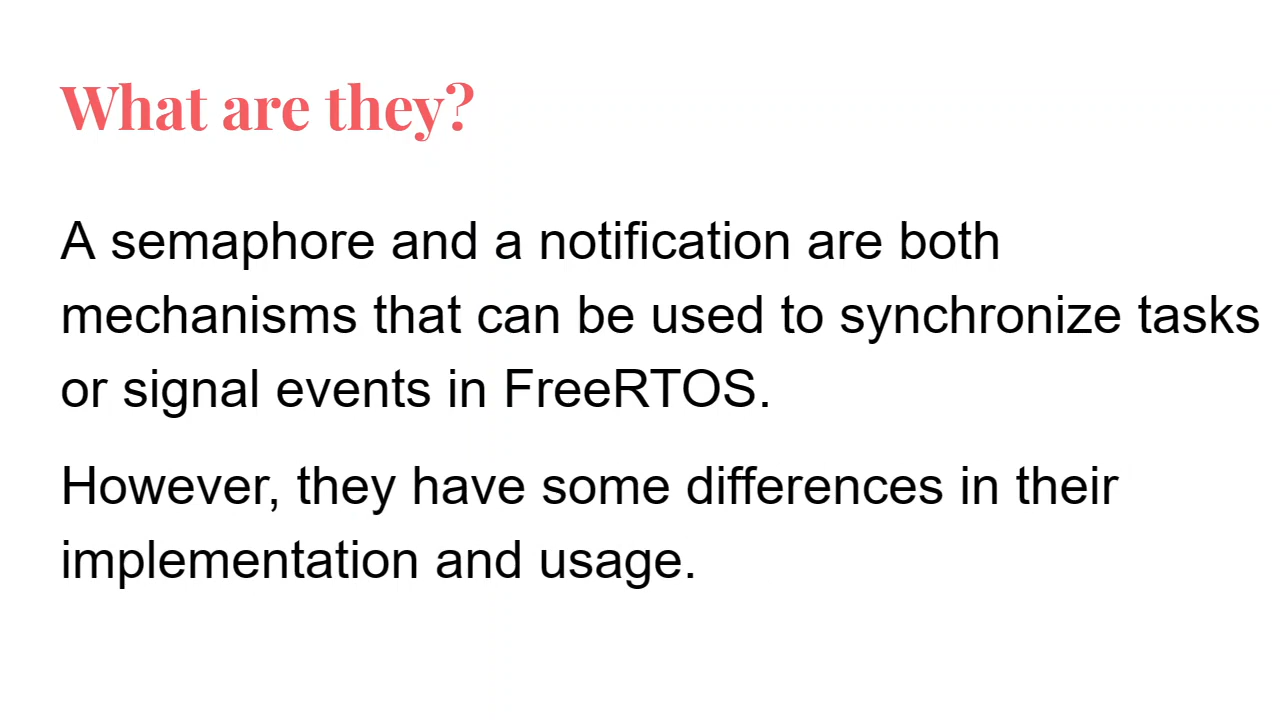 What are they?
A semaphore and a notification are both
mechanisms that can be used to synchronize tasks
or signal events in FreeRTOS.
However, they have some differences in their
implementation and usage.